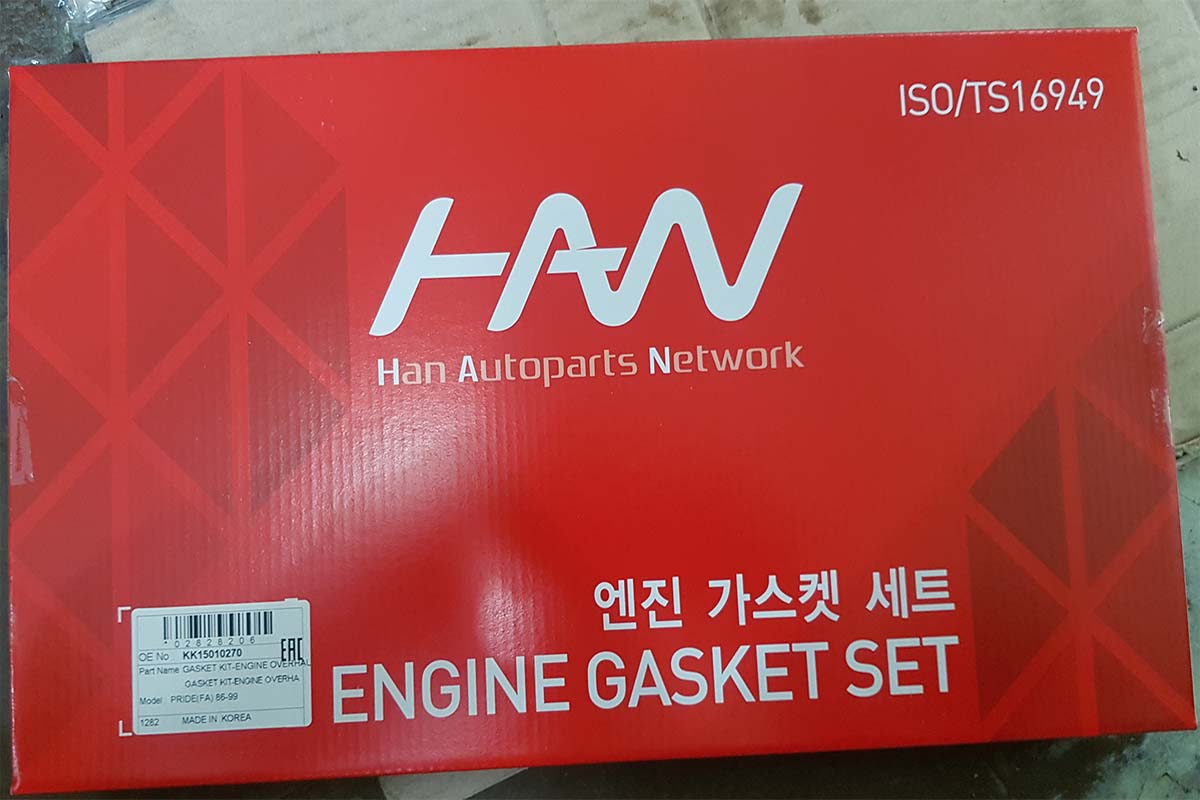 ISO/TS16949
HAN
Han Autoparts Network
엔진 가스켓 세트
ENGINE GASKET SET
*02828206
EAC
OE No KK15010270
Part Name GASKET KIT-ENGINE OVERHAL
GASKET KIT-ENGINE OVERHA
Model : PRIDE(FA) 86-99
1282 MADE IN KOREA